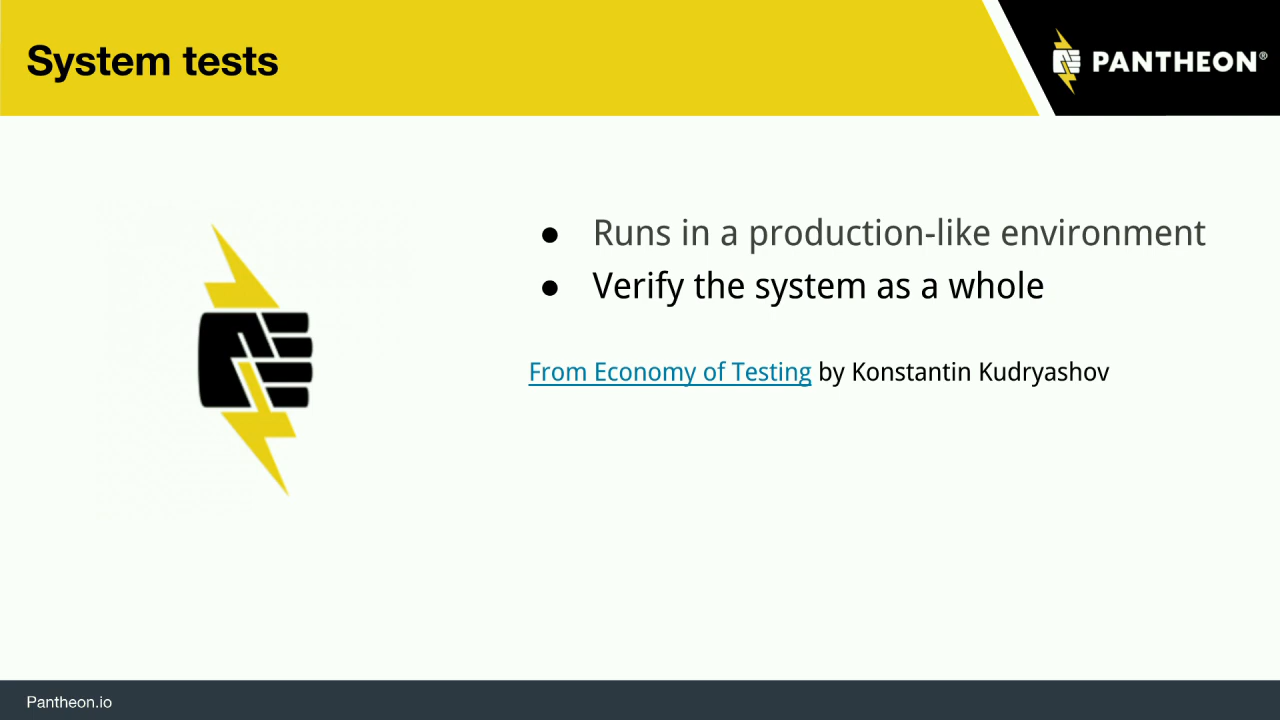 System tests
PANTHEON®
● Runs in a production-like environment
● Verify the system as a whole
From Economy of Testing by Konstantin Kudryashov
Pantheon.io